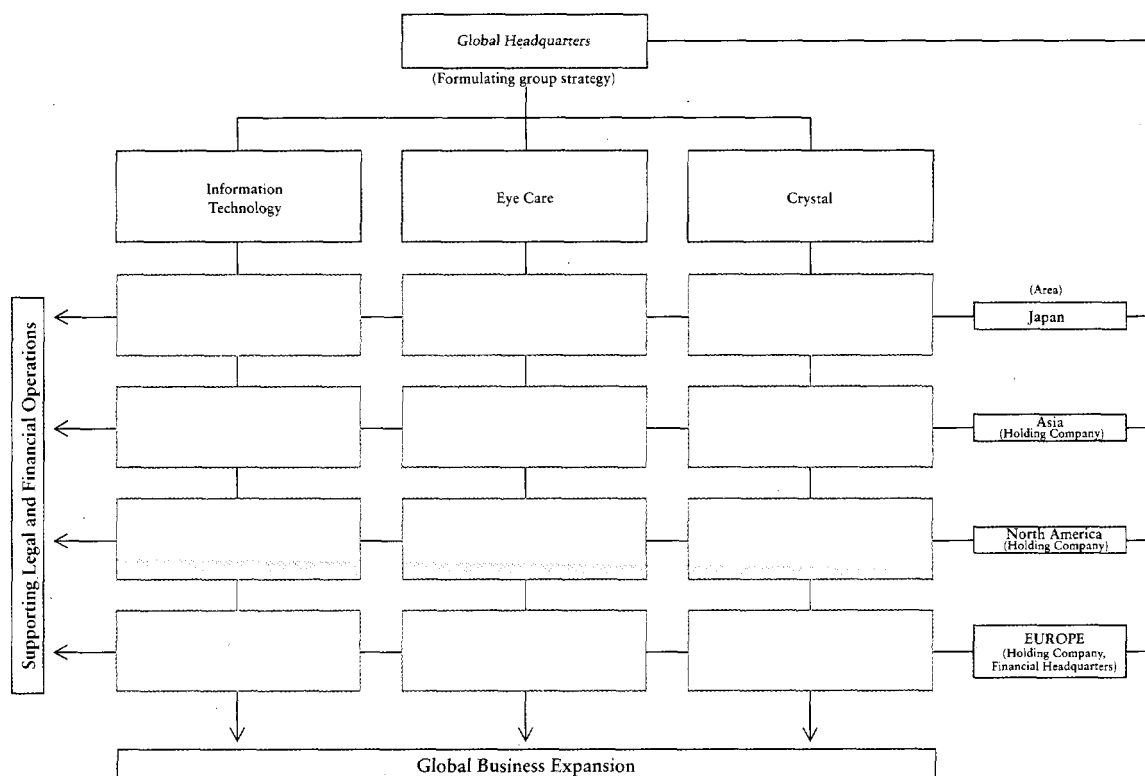 Global Headquarters
(Formulating group strategy)
Information
Technology
Eye Care
Crystal
(Area)
Japan
Asia
(Holding Company)
North America
(Holding Company)
EUROPE
(Holding Company,
Financial Headquarters)
Supporting Legal and Financial Operations
Global Business Expansion